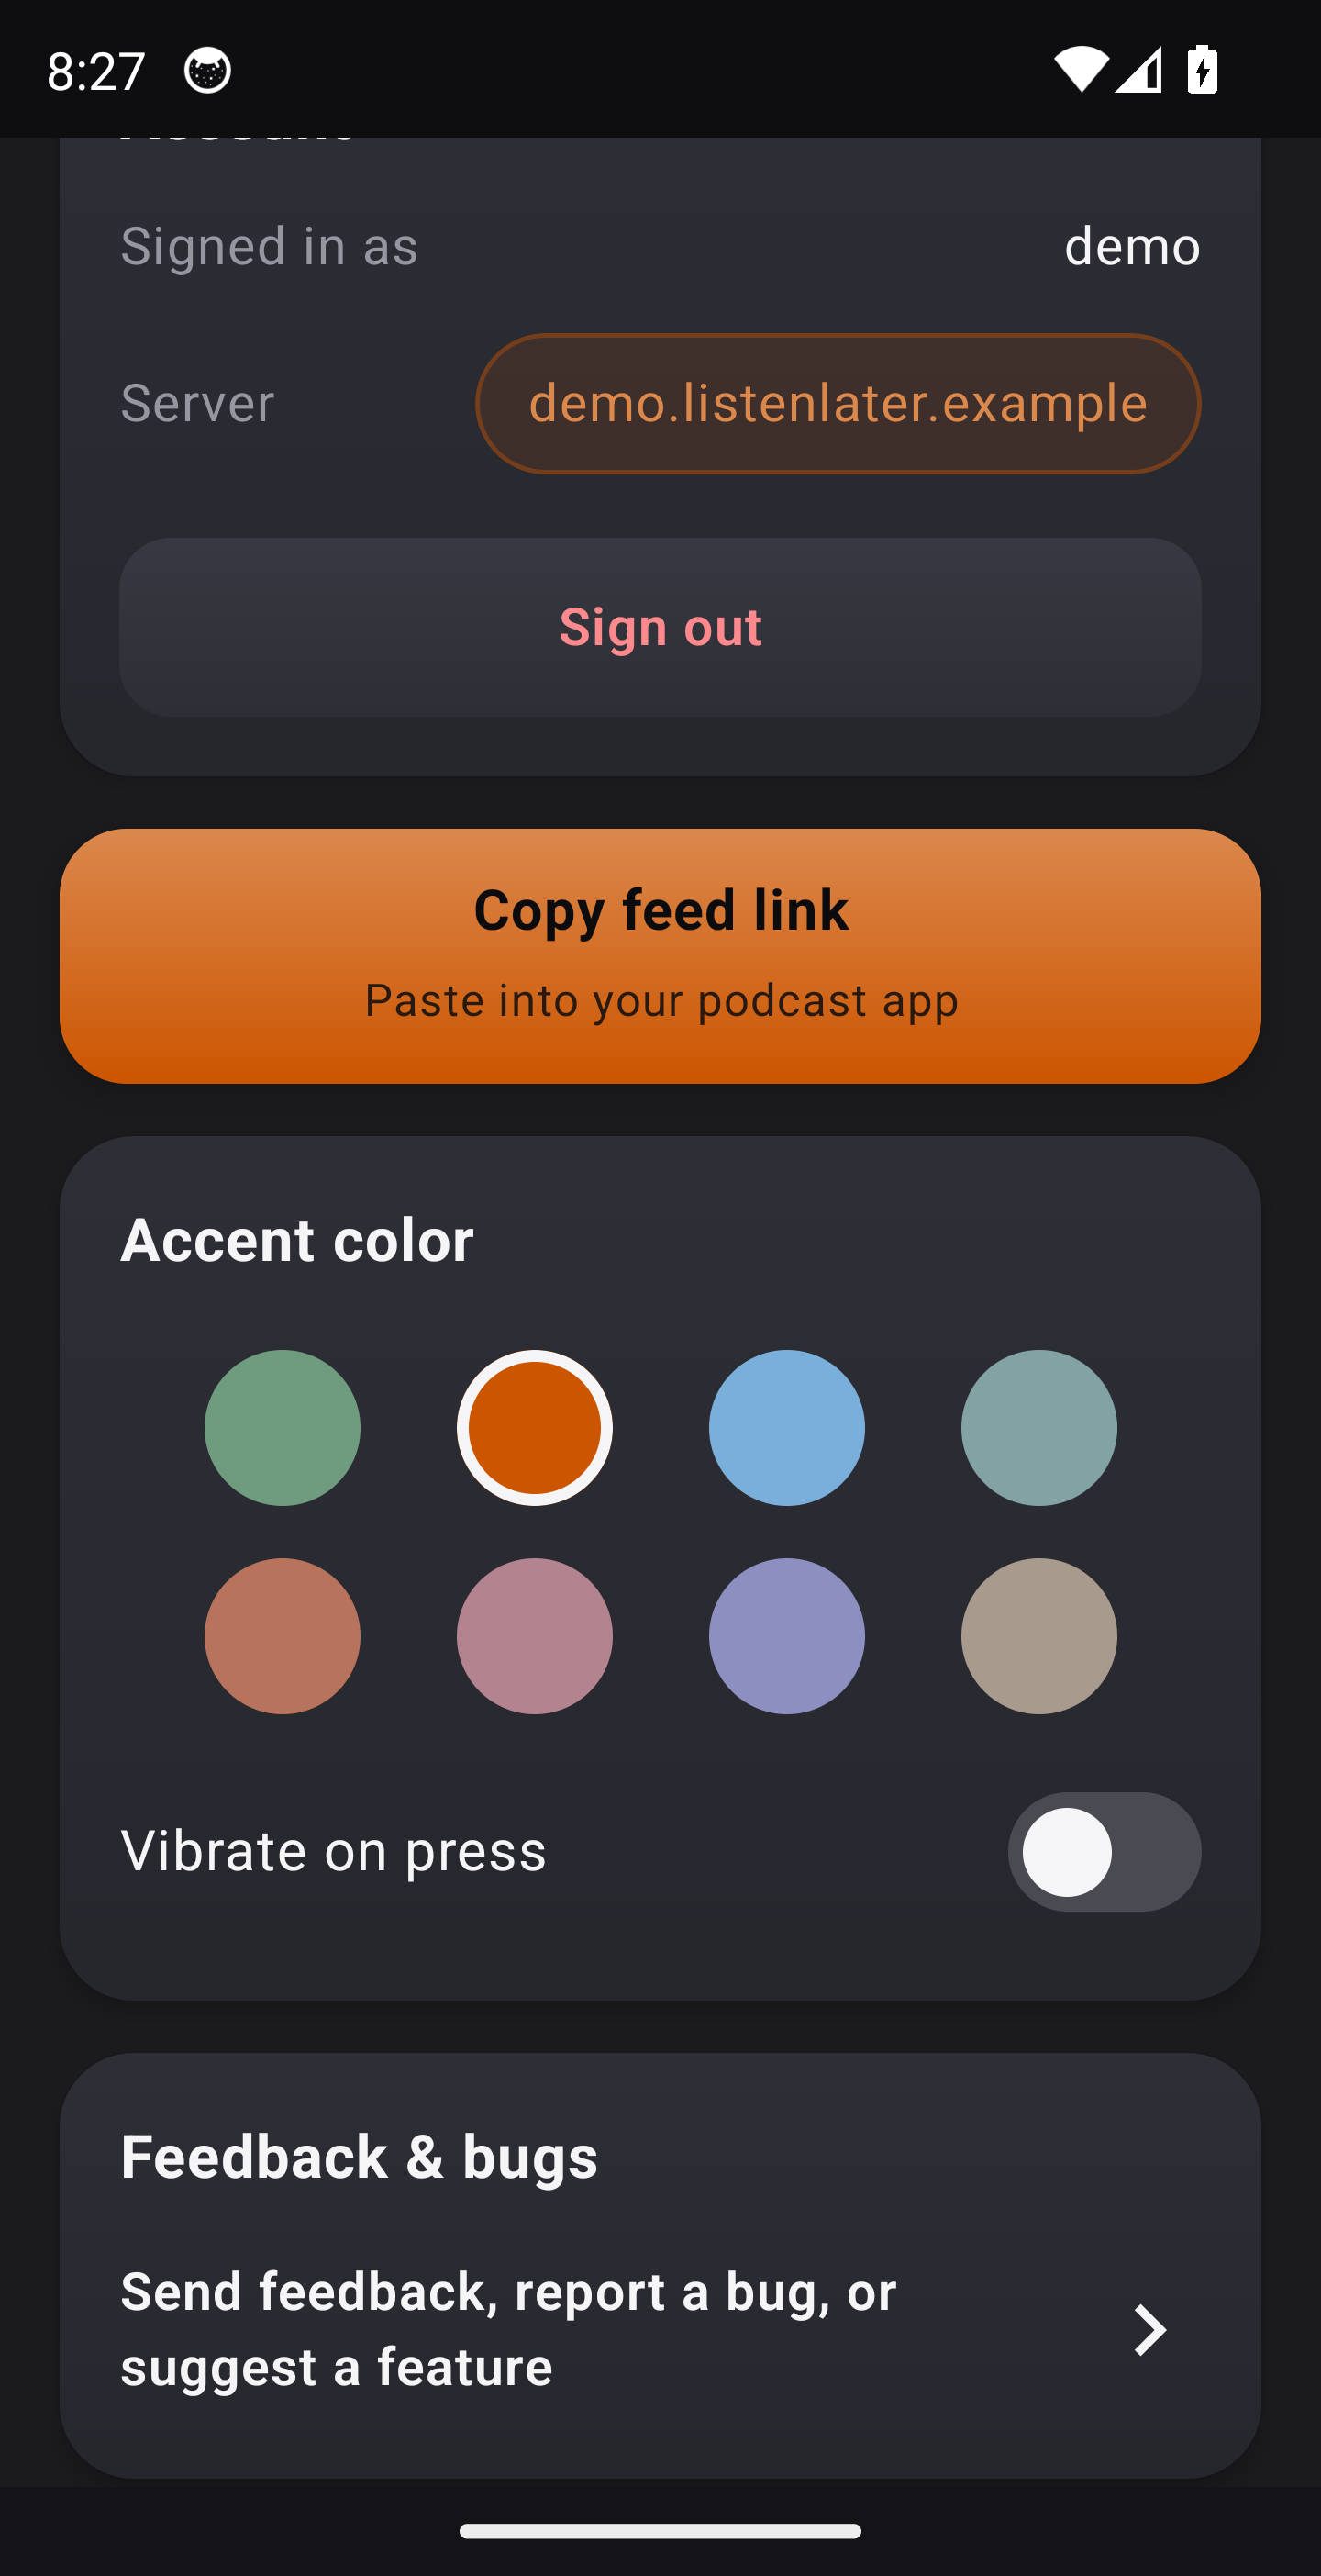 8:27
Account
Signed in as
demo
Server
demo.listenlater.example
Sign out
Copy feed link
Paste into your podcast app
Accent color
Vibrate on press
Feedback & bugs
Send feedback, report a bug, or
suggest a feature